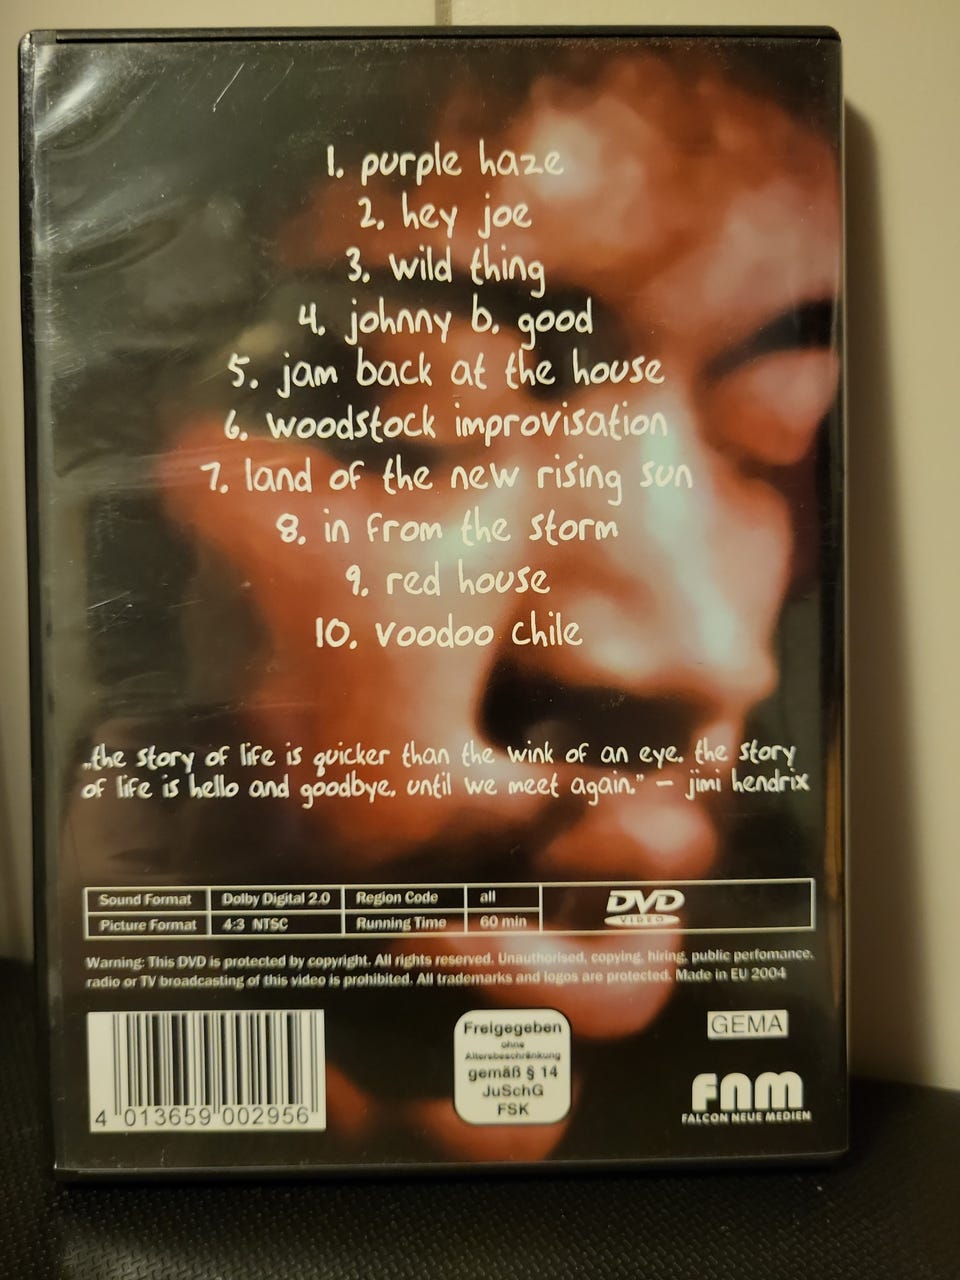 1. purple haze
2. hey joe
3. wild thing
4. johnny b. good
5. jam back at the house
6. woodstock improvisation
7. land of the new rising sun
8. in from the storm
9. red house
10. voodoo chile
„the story of life is quicker than the wink of an eye. the story
of life is hello and goodbye. until we meet again.” – jimi hendrix
Sound Format Dolby Digital 2.0 Region Code all DVD
Picture Format 4:3 NTSC Running Time 60 min VIDEO
Warning: This DVD is protected by copyright. All rights reserved. Unauthorised, copying, hiring, public perfomance,
radio or TV broadcasting of this video is prohibited. All trademarks and logos are protected. Made in EU 2004
Freigegeben
ohne
Altersbeschränkung
gemäß § 14
JuSchG
FSK
GEMA
fnm
FALCON NEUE MEDIEN
4 013659 002956